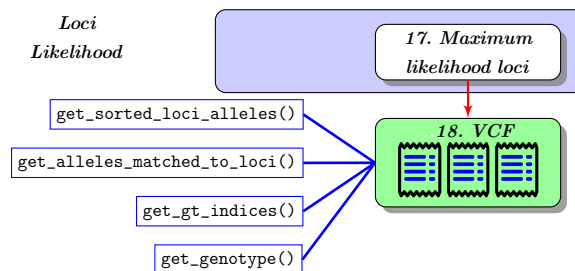 Loci
Likelihood
17. Maximum
likelihood loci
get_sorted_loci_alleles()
get_alleles_matched_to_loci()
get_gt_indices()
get_genotype()
18. VCF